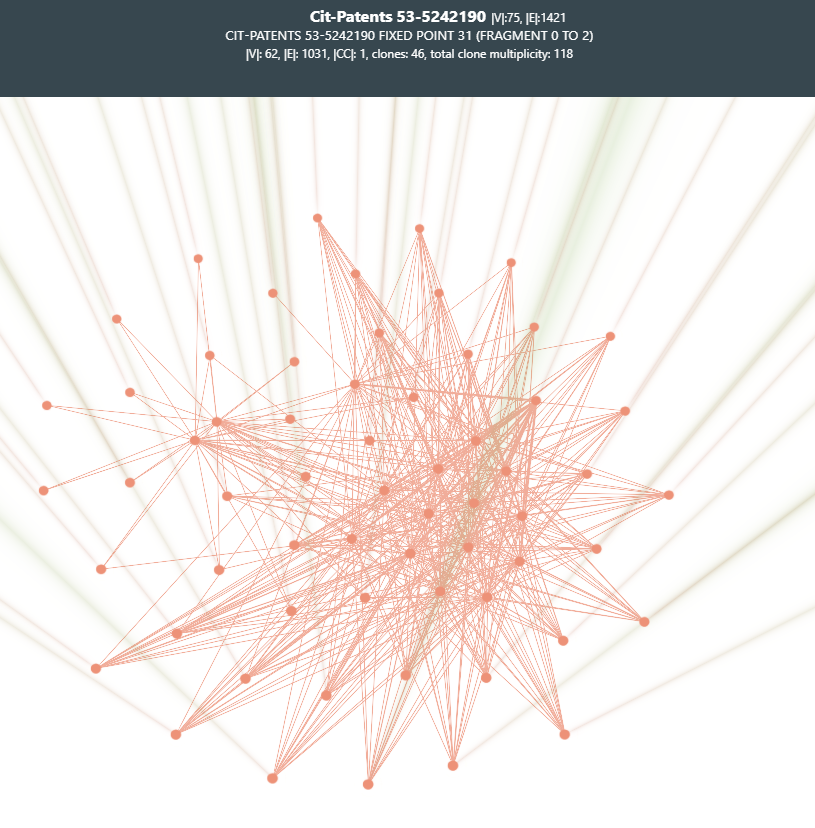 Cit-Patents 53-5242190 |V|:75, |E|:1421
CIT-PATENTS 53-5242190 FIXED POINT 31 (FRAGMENT 0 TO 2)
|V|: 62, |E|: 1031, |CC|: 1, clones: 46, total clone multiplicity: 118